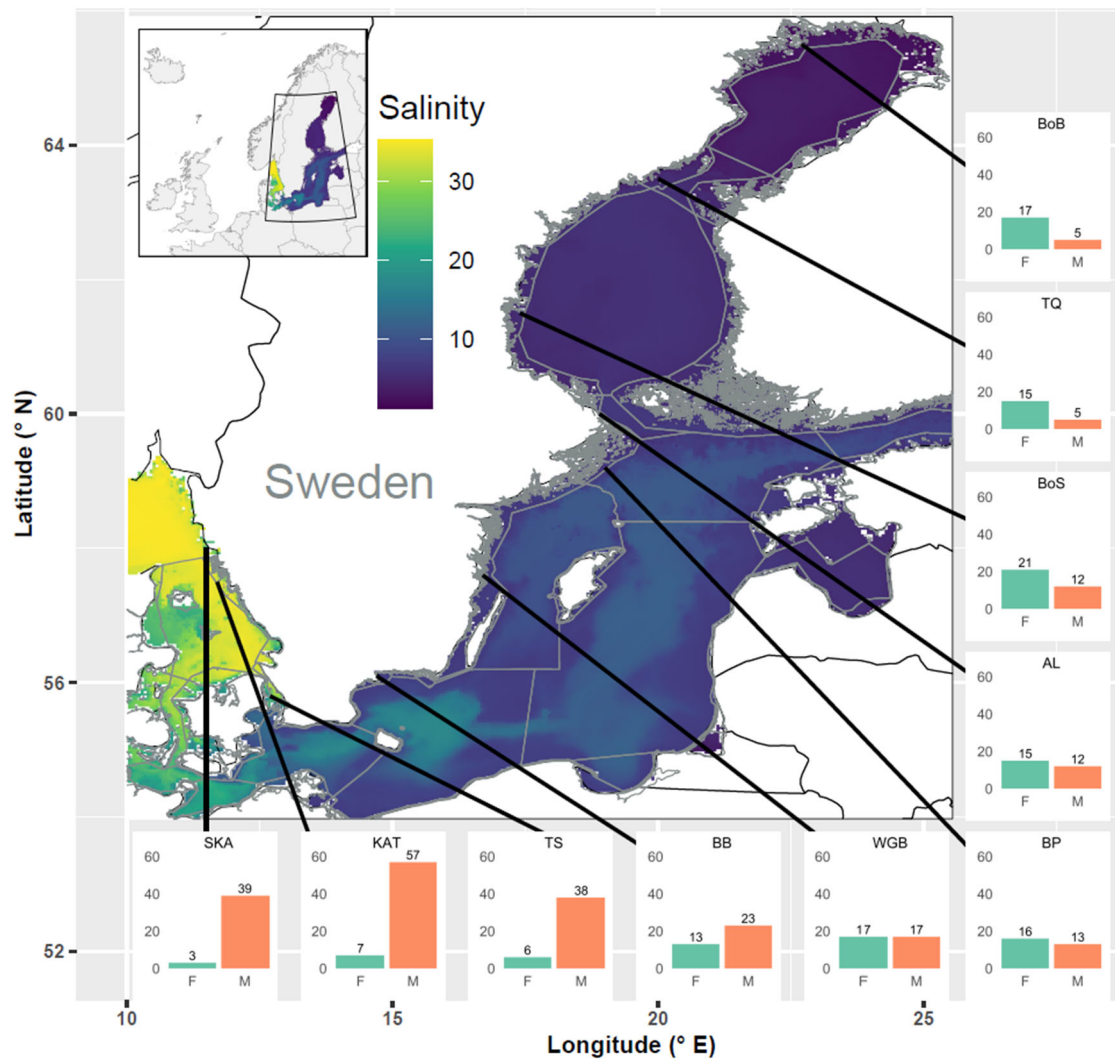 Salinity
30
20
10
64
60
56
52
Latitude (° N)
Sweden
BoB
60
40
20
0
17
5
F M
TQ
60
40
20
0
15
5
F M
BoS
60
40
20
0
21
12
F M
AL
60
40
20
0
15
12
F M
SKA
60
40
20
0
3
39
F M
KAT
60
40
20
0
7
57
F M
TS
60
40
20
0
6
38
F M
BB
60
40
20
0
13
23
F M
WGB
60
40
20
0
17
17
F M
BP
60
40
20
0
16
13
F M
10 15 20 25
Longitude (° E)